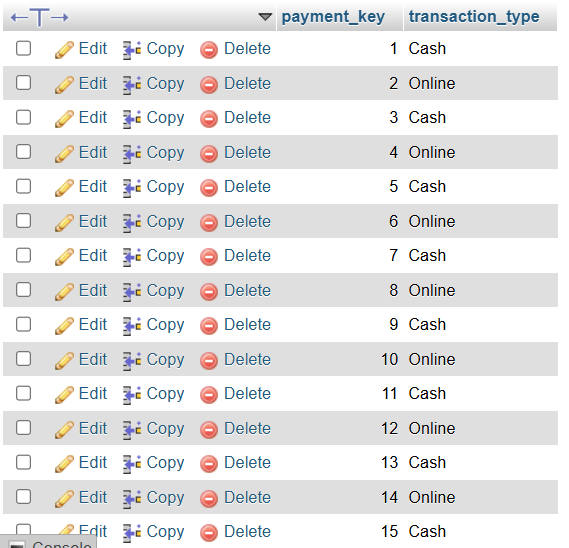 payment_key transaction_type
Edit Copy Delete 1 Cash
Edit Copy Delete 2 Online
Edit Copy Delete 3 Cash
Edit Copy Delete 4 Online
Edit Copy Delete 5 Cash
Edit Copy Delete 6 Online
Edit Copy Delete 7 Cash
Edit Copy Delete 8 Online
Edit Copy Delete 9 Cash
Edit Copy Delete 10 Online
Edit Copy Delete 11 Cash
Edit Copy Delete 12 Online
Edit Copy Delete 13 Cash
Edit Copy Delete 14 Online
Edit Copy Delete 15 Cash
Console